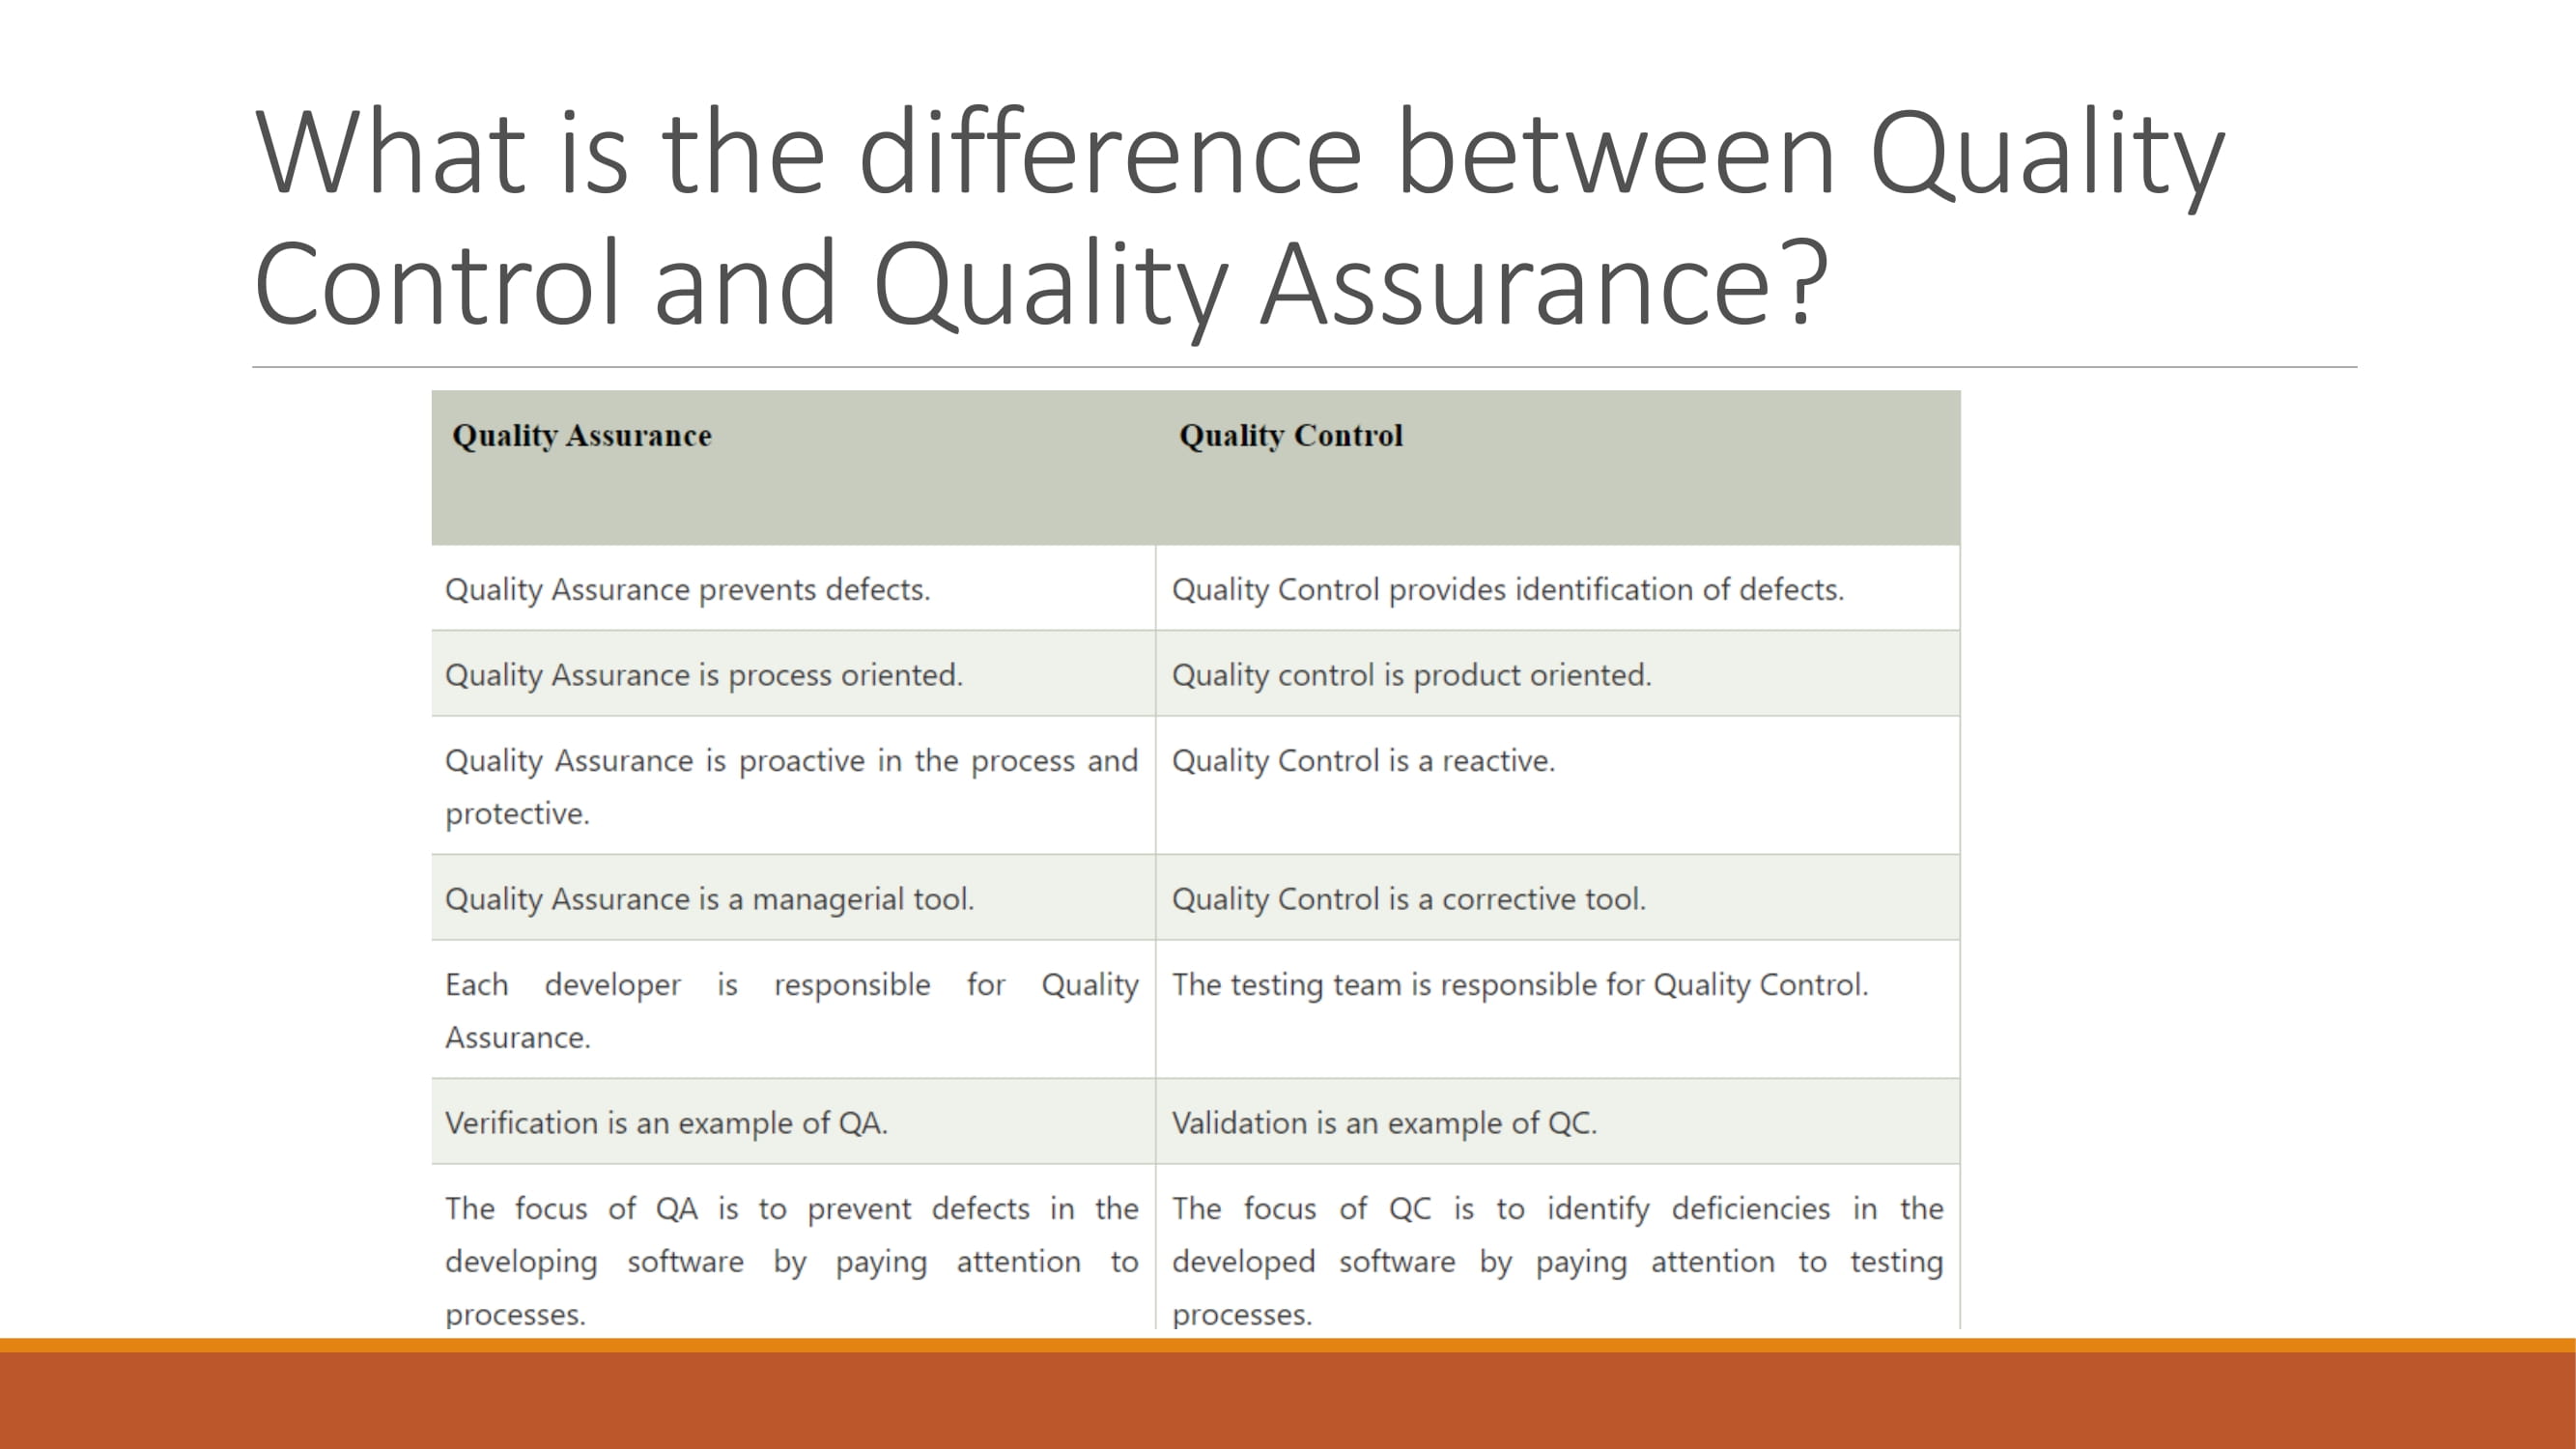 What is the difference between Quality
Control and Quality Assurance?
Quality Assurance
Quality Control
Quality Assurance prevents defects.
Quality Control provides identification of defects.
Quality Assurance is process oriented.
Quality control is product oriented.
Quality Assurance is proactive in the process and
protective.
Quality Control is a reactive.
Quality Assurance is a managerial tool.
Quality Control is a corrective tool.
Each developer is responsible for Quality
Assurance.
The testing team is responsible for Quality Control.
Verification is an example of QA.
Validation is an example of QC.
The focus of QA is to prevent defects in the
developing software by paying attention to
processes.
The focus of QC is to identify deficiencies in the
developed software by paying attention to testing
processes.